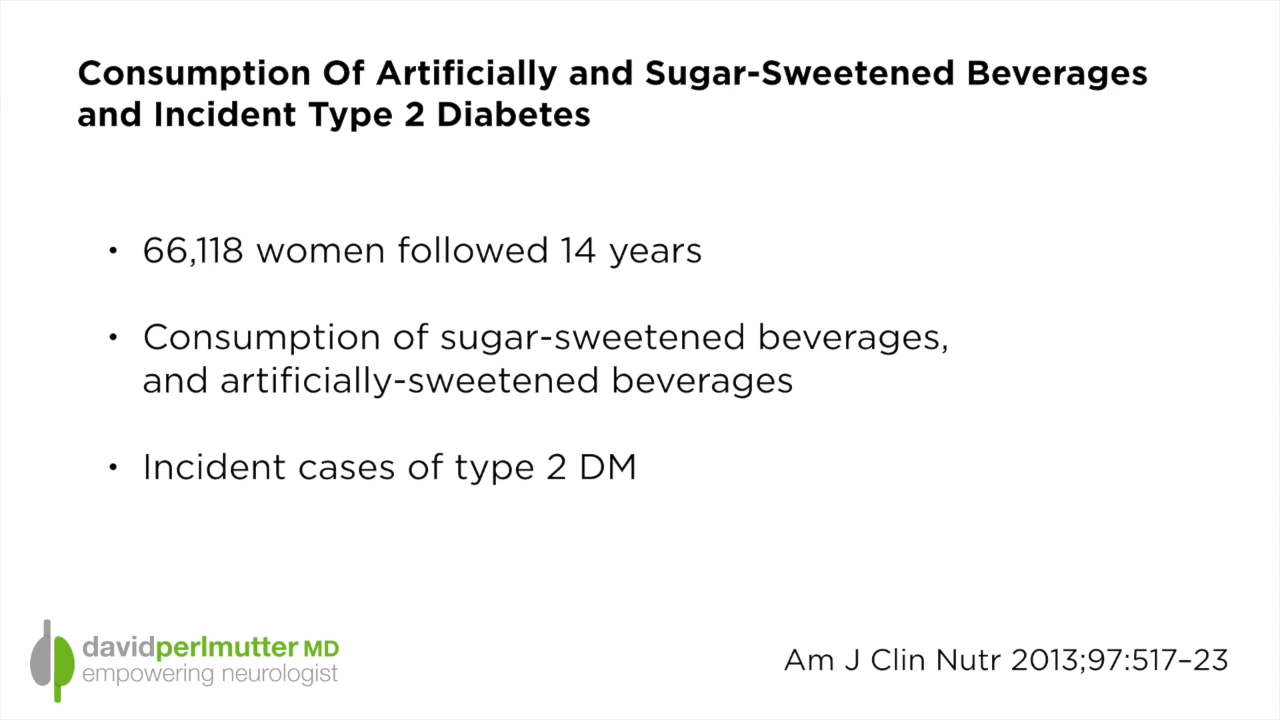 Consumption Of Artificially and Sugar-Sweetened Beverages
and Incident Type 2 Diabetes
• 66,118 women followed 14 years
• Consumption of sugar-sweetened beverages,
and artificially-sweetened beverages
• Incident cases of type 2 DM
davidperlmutter MD
empowering neurologist
Am J Clin Nutr 2013;97:517–23